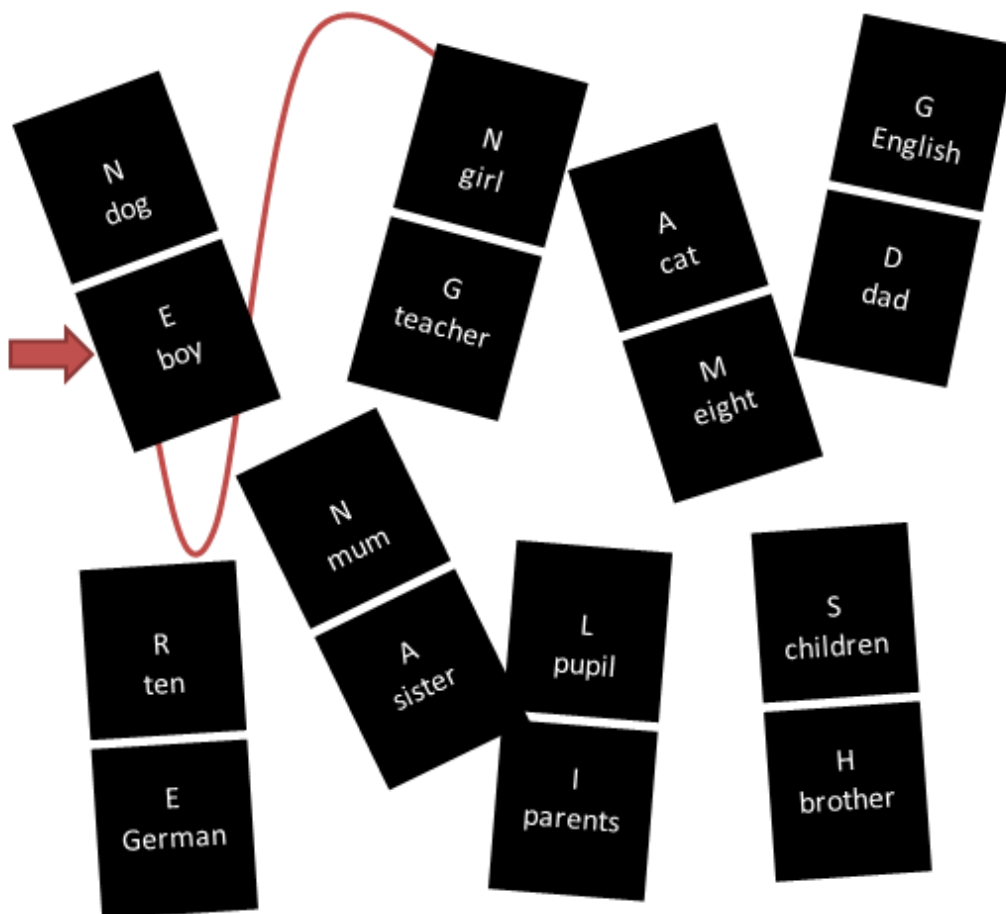 N
dog
E
boy
N
girl
G
teacher
A
cat
M
eight
G
English
D
dad
R
ten
E
German
N
mum
A
sister
L
pupil
I
parents
S
children
H
brother